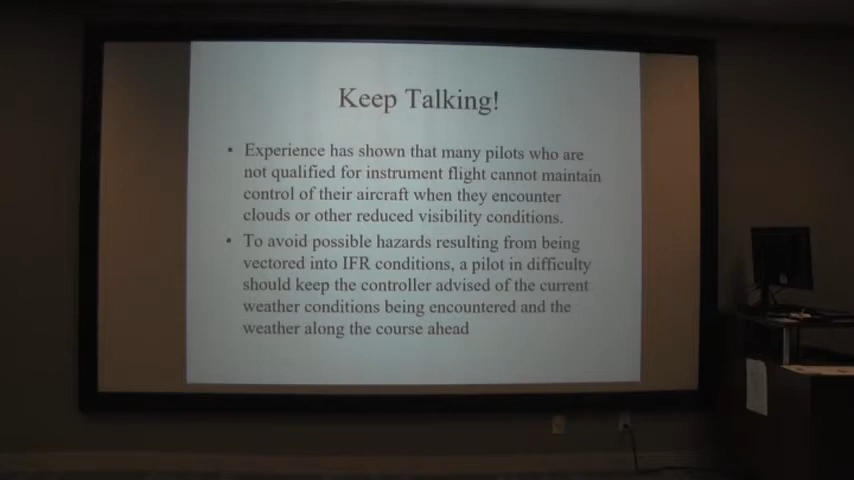 Keep Talking!
• Experience has shown that many pilots who are
not qualified for instrument flight cannot maintain
control of their aircraft when they encounter
clouds or other reduced visibility conditions.
• To avoid possible hazards resulting from being
vectored into IFR conditions, a pilot in difficulty
should keep the controller advised of the current
weather conditions being encountered and the
weather along the course ahead